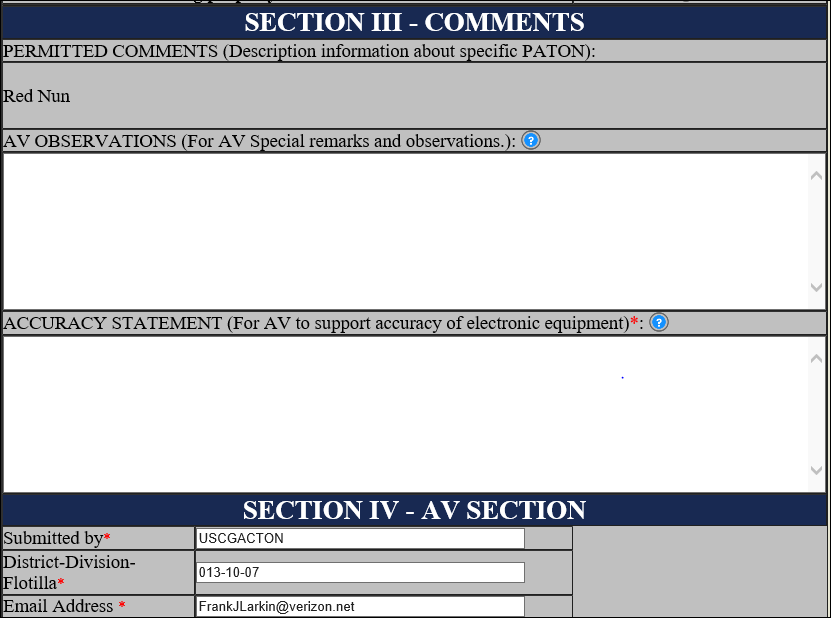 SECTION III - COMMENTS
PERMITTED COMMENTS (Description information about specific PATON):
Red Nun
AV OBSERVATIONS (For AV Special remarks and observations.): ?
ACCURACY STATEMENT (For AV to support accuracy of electronic equipment)*: ?
SECTION IV - AV SECTION
Submitted by* USCGACTON
District-Division-
Flotilla* 013-10-07
Email Address * FrankJLarkin@verizon.net